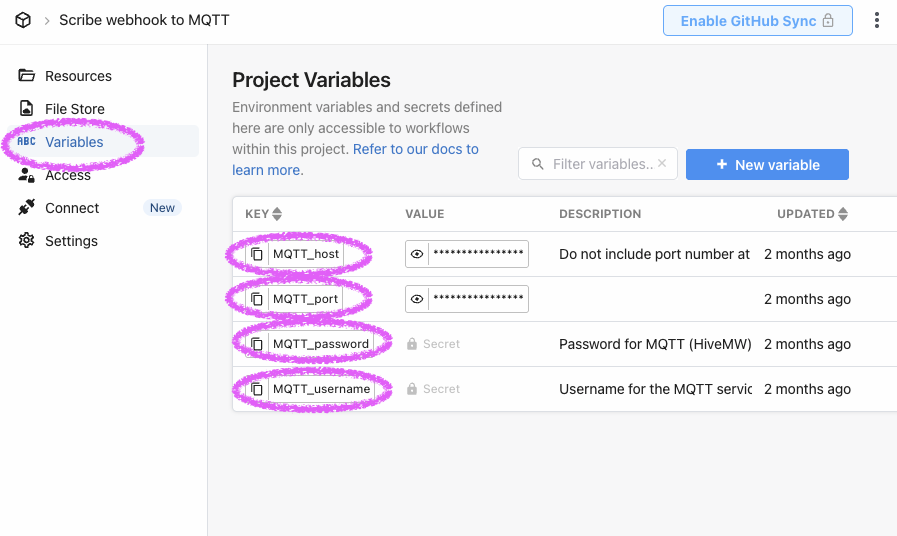 Scribe webhook to MQTT
Enable GitHub Sync
Resources
File Store
ABC Variables
Access
Connect New
Settings
Project Variables
Environment variables and secrets defined
here are only accessible to workflows
within this project. Refer to our docs to
learn more.
Filter variables..
+ New variable
KEY VALUE DESCRIPTION UPDATED
MQTT_host *************** Do not include port number at 2 months ago
MQTT_port *************** 2 months ago
MQTT_password Secret Password for MQTT (HiveMW) 2 months ago
MQTT_username Secret Username for the MQTT servic 2 months ago